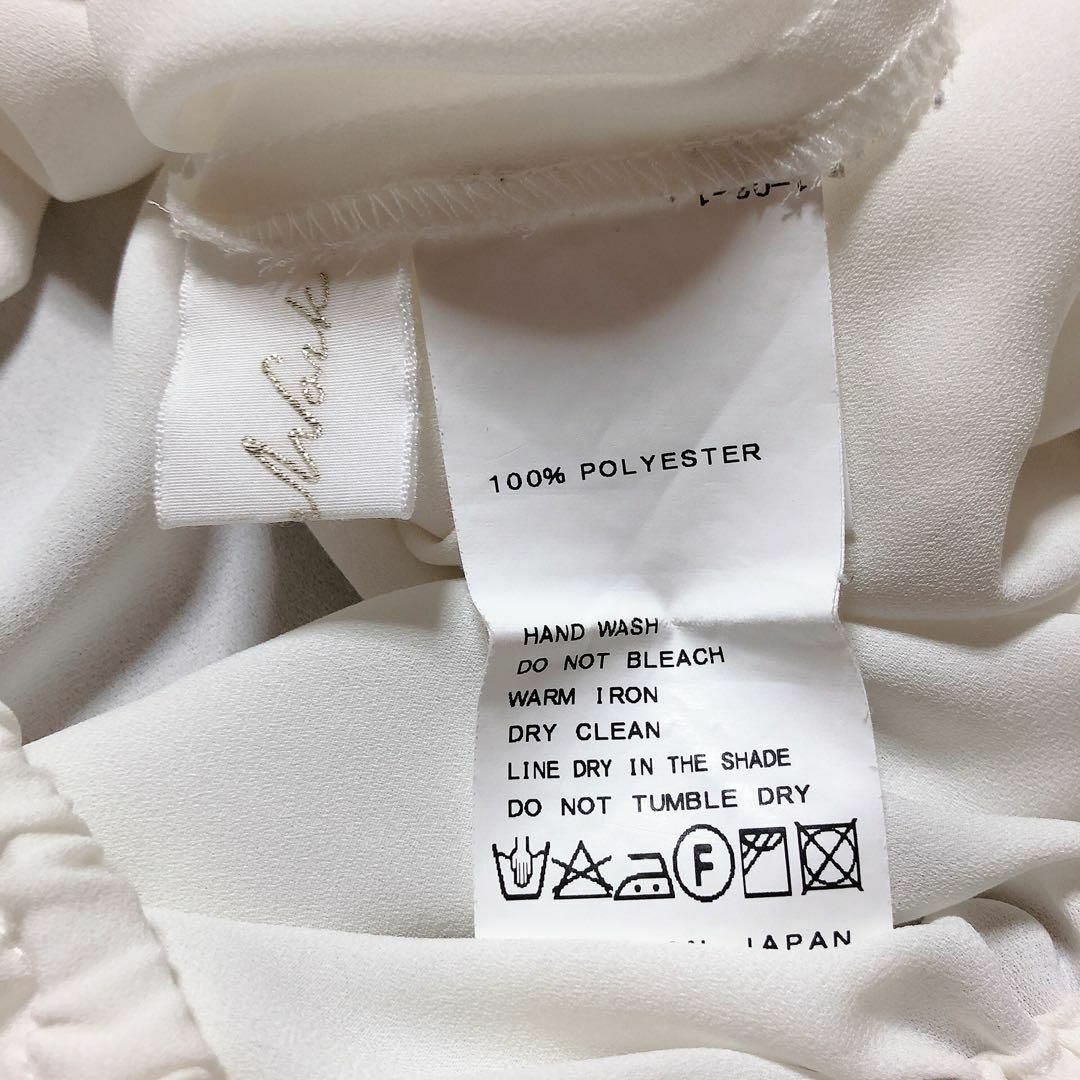 100% POLYESTER
HAND WASH
DO NOT BLEACH
WARM IRON
DRY CLEAN
LINE DRY IN THE SHADE
DO NOT TUMBLE DRY
F
JAPAN